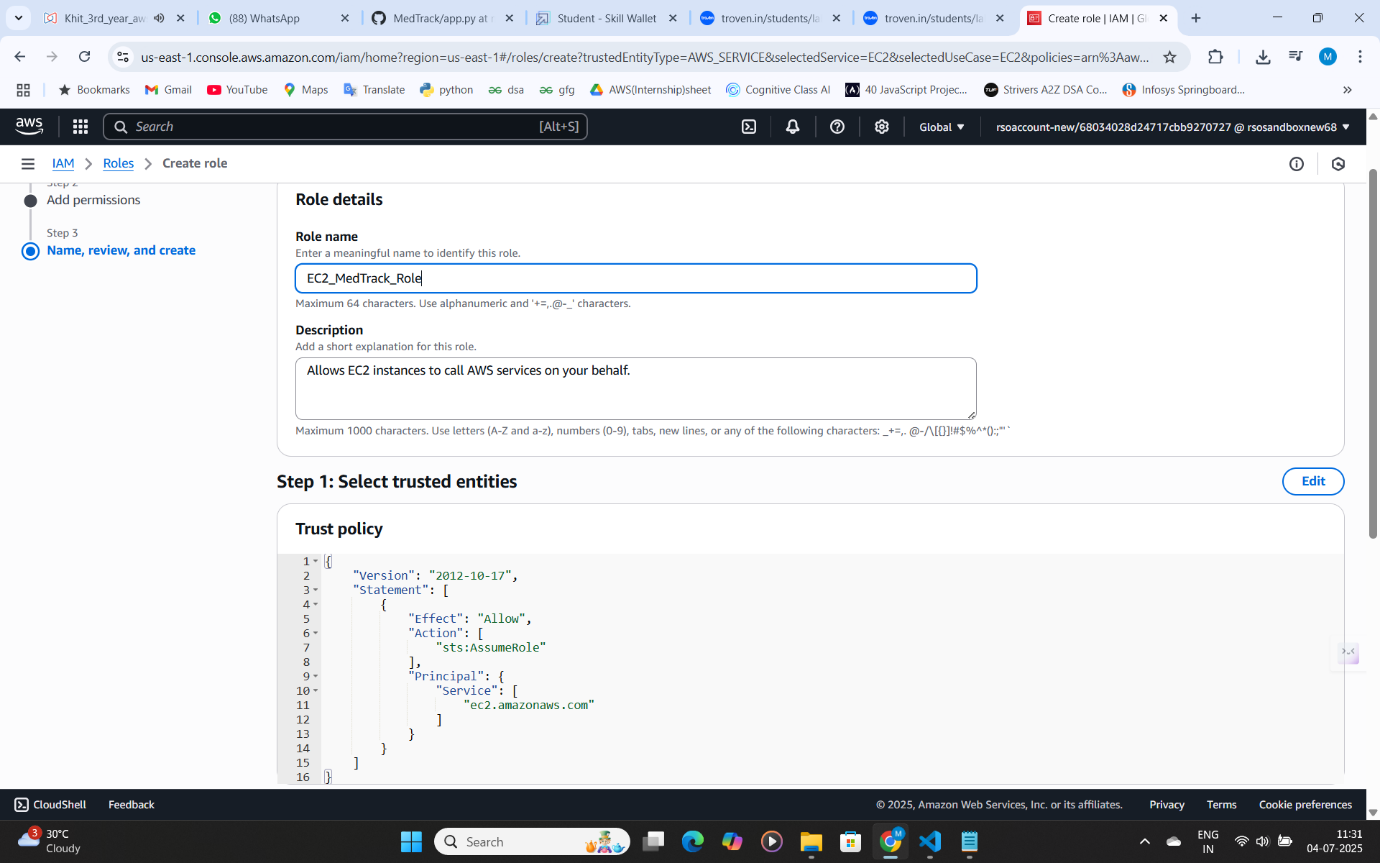 Khit_3rd_year_aw
(88) WhatsApp
MedTrack/app.py at
Student - Skill Wallet
troven.in/students/la
troven.in/students/la
Create role | IAM | Gl
us-east-1.console.aws.amazon.com/iam/home?region=us-east-1#/roles/create?trustedEntityType=AWS_SERVICE&selectedService=EC2&selectedUseCase=EC2&policies=arn%3Aaw...
M
Bookmarks
Gmail
YouTube
Maps
Translate
python
dsa
gfg
AWS(Internship)sheet
Cognitive Class AI
40 JavaScript Projec...
Strivers A2Z DSA Co...
Infosys Springboard...
aws
Search
[Alt+S]
Global
rsoaccount-new/68034028d24717cbb9270727 @ rsosandboxnew68
IAM
Roles
Create role
Step 2
Add permissions
Step 3
Name, review, and create
Role details
Role name
Enter a meaningful name to identify this role.
EC2_MedTrack_Role
Maximum 64 characters. Use alphanumeric and '+=,.@-_' characters.
Description
Add a short explanation for this role.
Allows EC2 instances to call AWS services on your behalf.
Maximum 1000 characters. Use letters (A-Z and a-z), numbers (0-9), tabs, new lines, or any of the following characters: _+=,. @-/\[{}]!#$%^*();:"'`
Step 1: Select trusted entities
Edit
Trust policy
1 {
2 "Version": "2012-10-17",
3 "Statement": [
4 {
5 "Effect": "Allow",
6 "Action": [
7 "sts:AssumeRole"
8 ],
9 "Principal": {
10 "Service": [
11 "ec2.amazonaws.com"
12 ]
13 }
14 }
15 ]
16 }
CloudShell
Feedback
© 2025, Amazon Web Services, Inc. or its affiliates.
Privacy
Terms
Cookie preferences
3
30°C
Cloudy
Search
M
ENG
IN
11:31
04-07-2025